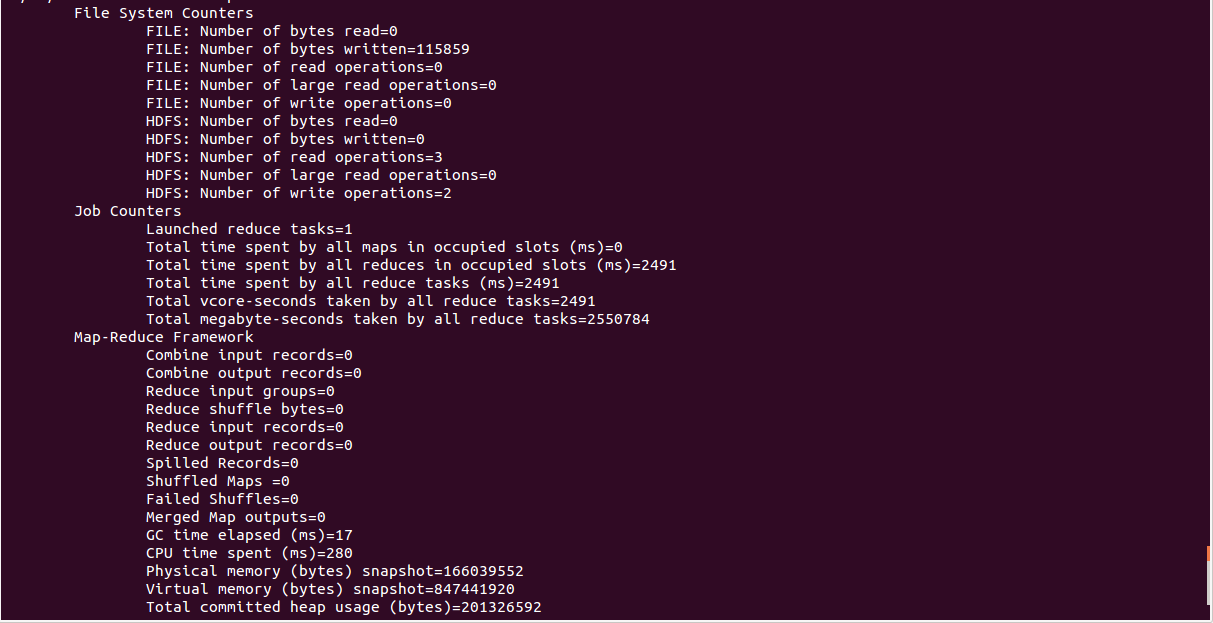 File System Counters
FILE: Number of bytes read=0
FILE: Number of bytes written=115859
FILE: Number of read operations=0
FILE: Number of large read operations=0
FILE: Number of write operations=0
HDFS: Number of bytes read=0
HDFS: Number of bytes written=0
HDFS: Number of read operations=3
HDFS: Number of large read operations=0
HDFS: Number of write operations=2
Job Counters
Launched reduce tasks=1
Total time spent by all maps in occupied slots (ms)=0
Total time spent by all reduces in occupied slots (ms)=2491
Total time spent by all reduce tasks (ms)=2491
Total vcore-seconds taken by all reduce tasks=2491
Total megabyte-seconds taken by all reduce tasks=2550784
Map-Reduce Framework
Combine input records=0
Combine output records=0
Reduce input groups=0
Reduce shuffle bytes=0
Reduce input records=0
Reduce output records=0
Spilled Records=0
Shuffled Maps =0
Failed Shuffles=0
Merged Map outputs=0
GC time elapsed (ms)=17
CPU time spent (ms)=280
Physical memory (bytes) snapshot=166039552
Virtual memory (bytes) snapshot=847441920
Total committed heap usage (bytes)=201326592